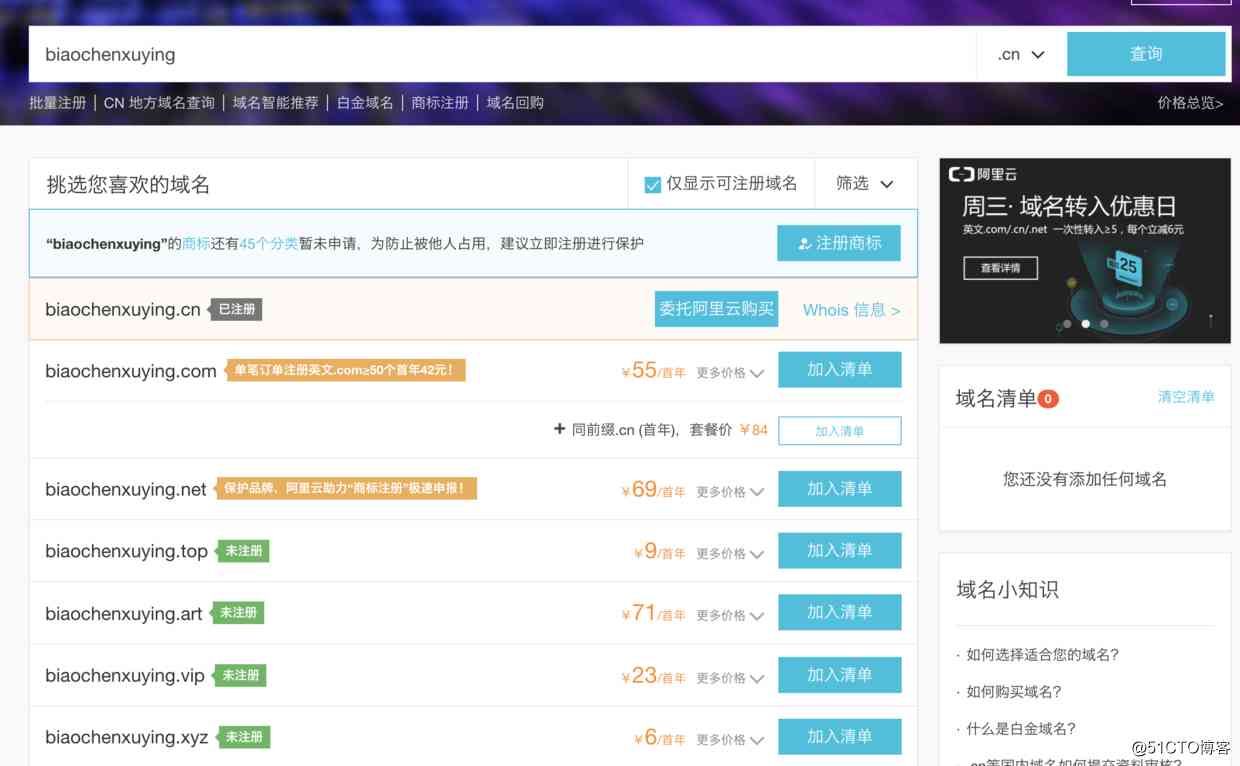 biaochenxuying .cn 查询
批量注册 | CN 地方域名查询 | 域名智能推荐 | 白金域名 | 商标注册 | 域名回购 价格总览>
挑选您喜欢的域名 仅显示可注册域名 筛选
“biaochenxuying”的商标还有45个分类暂未申请，为防止被他人占用，建议立即注册进行保护 注册商标
biaochenxuying.cn 已注册 委托阿里云购买 Whois 信息 >
biaochenxuying.com 单笔订单注册英文.com≥50个首年42元！ ¥55/首年 更多价格 加入清单
+ 同前缀.cn (首年)，套餐价 ¥84 加入清单
biaochenxuying.net 保护品牌，阿里云助力“商标注册”极速申报！ ¥69/首年 更多价格 加入清单
biaochenxuying.top 未注册 ¥9/首年 更多价格 加入清单
biaochenxuying.art 未注册 ¥71/首年 更多价格 加入清单
biaochenxuying.vip 未注册 ¥23/首年 更多价格 加入清单
biaochenxuying.xyz 未注册 ¥6/首年 更多价格 加入清单
阿里云
周三· 域名转入优惠日
英文.com/.cn/.net 一次性转入≥5，每个立减6元
查看详情
25
域名清单 0 清空清单
您还没有添加任何域名
域名小知识
· 如何选择适合您的域名?
· 如何购买域名?
· 什么是白金域名?
· .cn等国内域名如何提交资料审核?
@51CTO博客